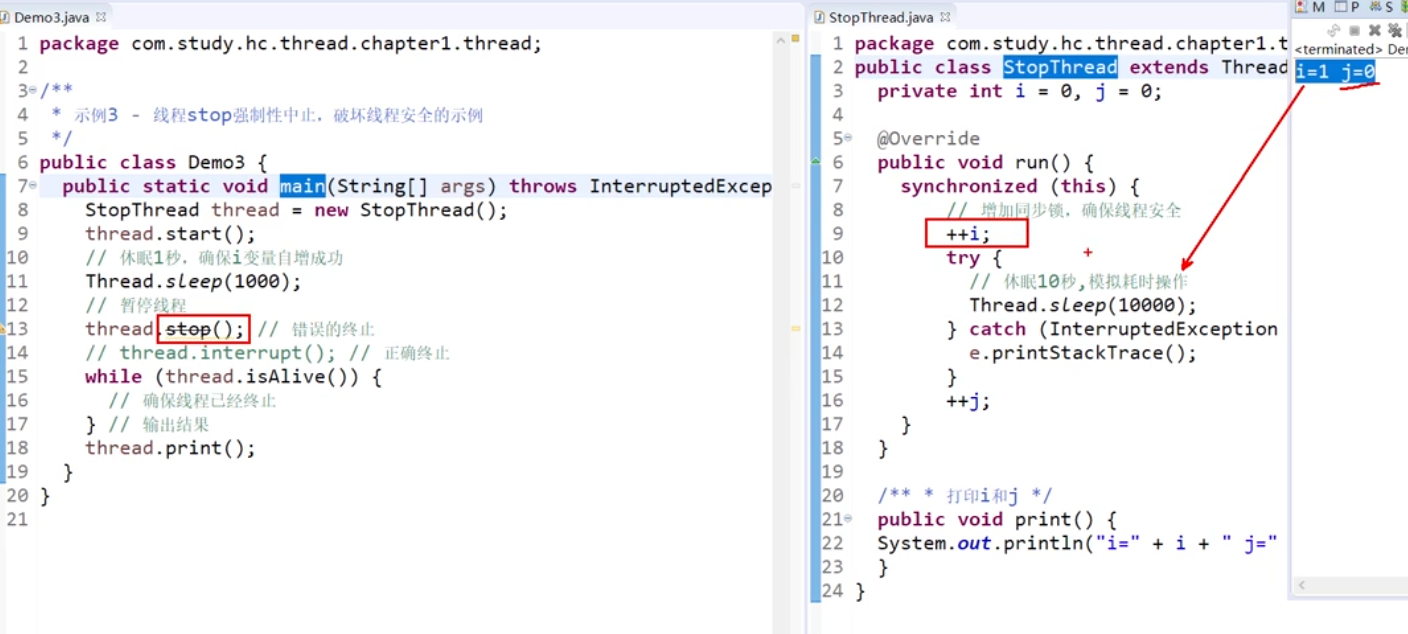 Demo3.java
1 package com.study.hc.thread.chapter1.thread;
2
3 /**
4 * 示例3 - 线程stop强制性中止，破坏线程安全的示例
5 */
6 public class Demo3 {
7 public static void main(String[] args) throws InterruptedExcep
8 StopThread thread = new StopThread();
9 thread.start();
10 // 休眠1秒，确保i变量自增成功
11 Thread.sleep(1000);
12 // 暂停线程
13 thread.stop(); // 错误的终止
14 // thread.interrupt(); // 正确终止
15 while (thread.isAlive()) {
16 // 确保线程已经终止
17 } // 输出结果
18 thread.print();
19 }
20 }
21
StopThread.java
1 package com.study.hc.thread.chapter1.t
2 public class StopThread extends Thread
3 private int i = 0, j = 0;
4
5 @Override
6 public void run() {
7 synchronized (this) {
8 // 增加同步锁，确保线程安全
9 ++i;
10 try {
11 // 休眠10秒,模拟耗时操作
12 Thread.sleep(10000);
13 } catch (InterruptedException
14 e.printStackTrace();
15 }
16 ++j;
17 }
18 }
19
20 /** * 打印i和j */
21 public void print() {
22 System.out.println("i=" + i + " j="
23 }
24 }
M P S
<terminated> Der
i=1 j=0